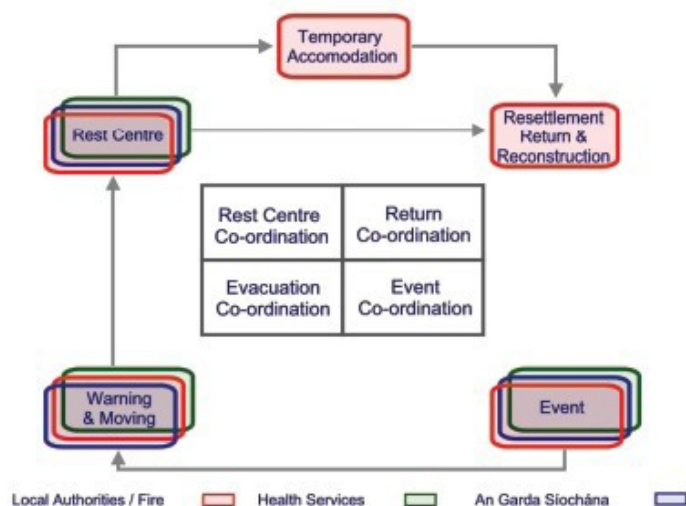 Temporary
Accomodation
Rest Centre
Resettlement
Return &
Reconstruction
Rest Centre
Co-ordination
Return
Co-ordination
Evacuation
Co-ordination
Event
Co-ordination
Warning
& Moving
Event
Local Authorities / Fire
Health Services
An Garda Síochána